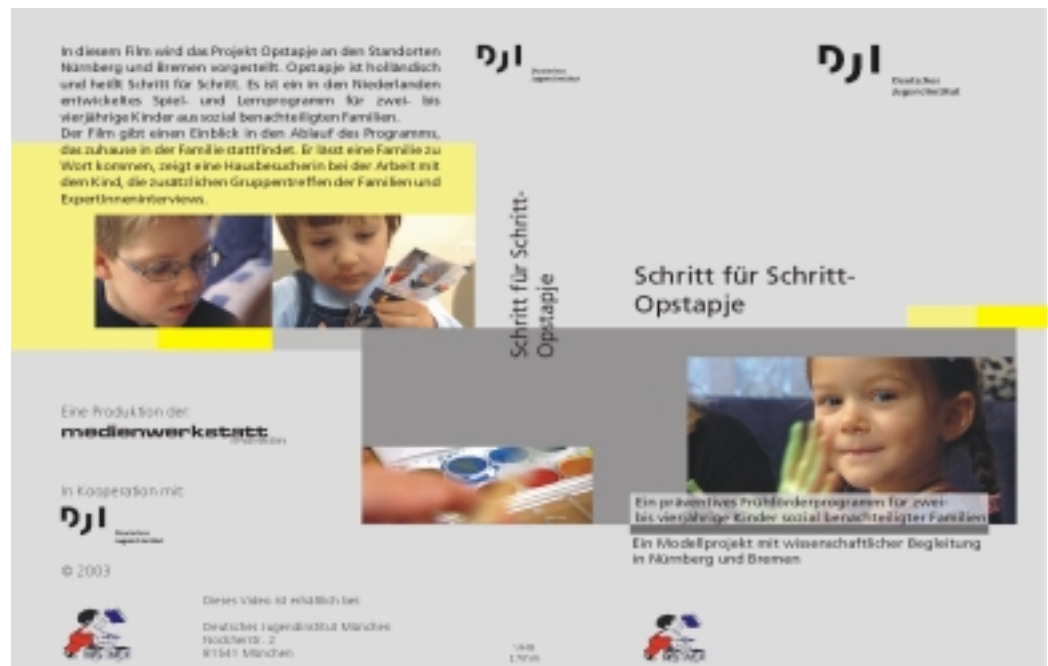 In diesem Film wird das Projekt Opstapje an den Standorten
Nürnberg und Bremen vorgestellt. Opstapje ist holländisch
und heißt Schritt für Schritt. Es ist ein in den Niederlanden
entwickeltes Spiel- und Lernprogramm für zwei- bis
vierjährige Kinder aus sozial benachteiligten Familien.
Der Film gibt einen Einblick in den Ablauf des Programms,
das zuhause in der Familie stattfindet. Er lässt eine Familie zu
Wort kommen, zeigt eine Hausbesucherin bei der Arbeit mit
dem Kind, die zusätzlichen Gruppentreffen der Familien und
ExpertInneninterviews.
Eine Produktion der:
medienwerkstatt
In Kooperation mit:
DJI
Deutsches
Jugendinstitut
© 2003
Dieses Video ist erhältlich bei:
Deutsches Jugendinstitut München
Nockherstr. 2
81541 München
DJI
Deutsches
Jugendinstitut
Schritt für Schritt-
Opstapje
VHS
DJI
Deutsches
Jugendinstitut
Schritt für Schritt-
Opstapje
Ein präventives Frühförderprogramm für zwei-
bis vierjährige Kinder sozial benachteiligter Familien
Ein Modellprojekt mit wissenschaftlicher Begleitung
in Nürnberg und Bremen